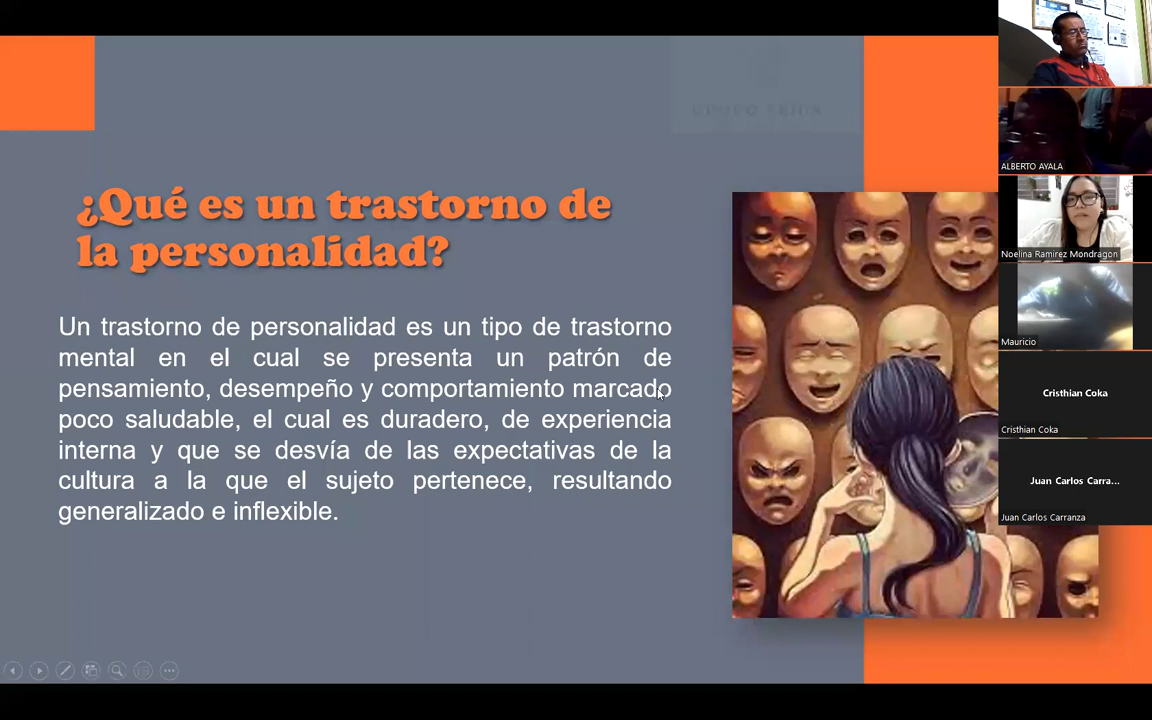 ¿Qué es un trastorno de
la personalidad?
Un trastorno de personalidad es un tipo de trastorno
mental en el cual se presenta un patrón de
pensamiento, desempeño y comportamiento marcado
poco saludable, el cual es duradero, de experiencia
interna y que se desvía de las expectativas de la
cultura a la que el sujeto pertenece, resultando
generalizado e inflexible.
ALBERTO AYALA
Noelina Ramirez Mondragon
Mauricio
Cristhian Coka
Cristhian Coka
Juan Carlos Carra...
Juan Carlos Carranza